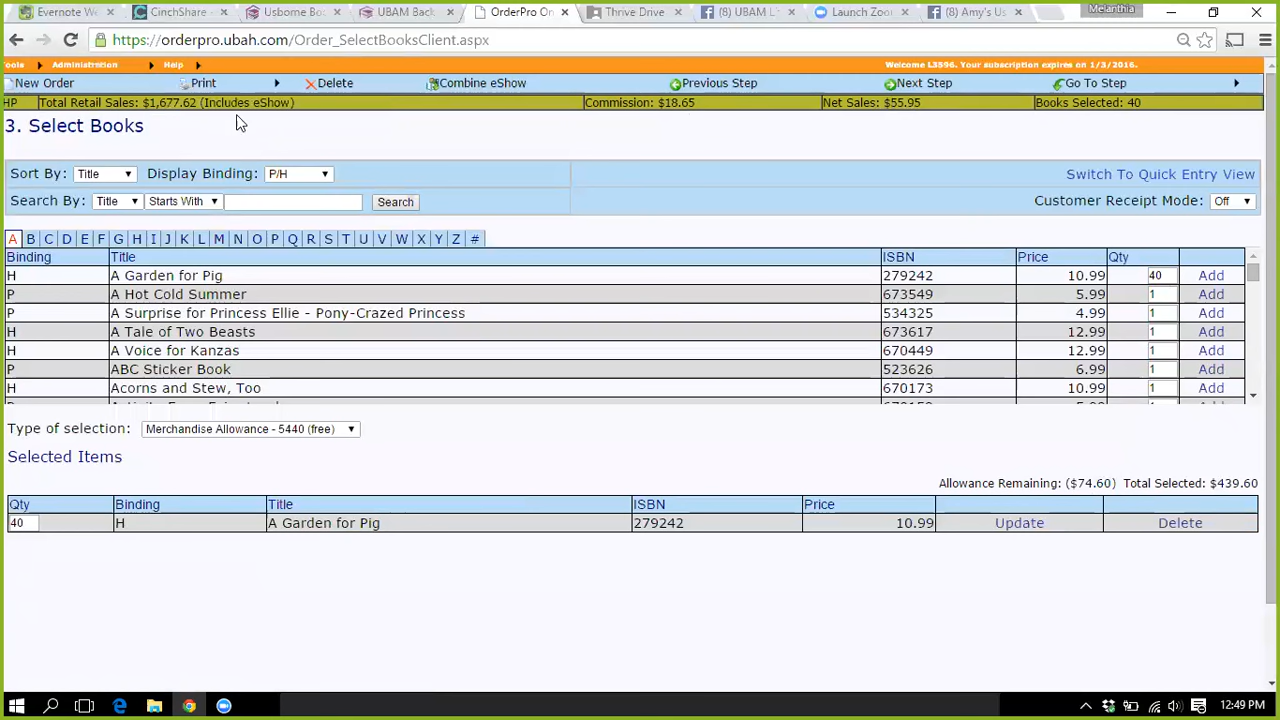 Evernote We
CinchShare -
Usborne Boo
UBAM Back
OrderPro On
Thrive Drive
(8) UBAM L
Launch Zoo
(8) Amy's Us
Melanthia
https://orderpro.ubah.com/Order_SelectBooksClient.aspx
Tools Administration Help Welcome L3596. Your subscription expires on 1/3/2016.
New Order Print Delete Combine eShow Previous Step Next Step Go To Step
HP Total Retail Sales: $1,677.62 (Includes eShow) Commission: $18.65 Net Sales: $55.95 Books Selected: 40
3. Select Books
Sort By: Title Display Binding: P/H Switch To Quick Entry View
Search By: Title Starts With Search Customer Receipt Mode: Off
A B C D E F G H I J K L M N O P Q R S T U V W X Y Z #
Binding Title ISBN Price Qty
H A Garden for Pig 279242 10.99 40 Add
P A Hot Cold Summer 673549 5.99 1 Add
P A Surprise for Princess Ellie - Pony-Crazed Princess 534325 4.99 1 Add
H A Tale of Two Beasts 673617 12.99 1 Add
H A Voice for Kanzas 670449 12.99 1 Add
P ABC Sticker Book 523626 6.99 1 Add
H Acorns and Stew, Too 670173 10.99 1 Add
Type of selection: Merchandise Allowance - 5440 (free)
Selected Items
Allowance Remaining: ($74.60) Total Selected: $439.60
Qty Binding Title ISBN Price
40 H A Garden for Pig 279242 10.99 Update Delete
12:49 PM